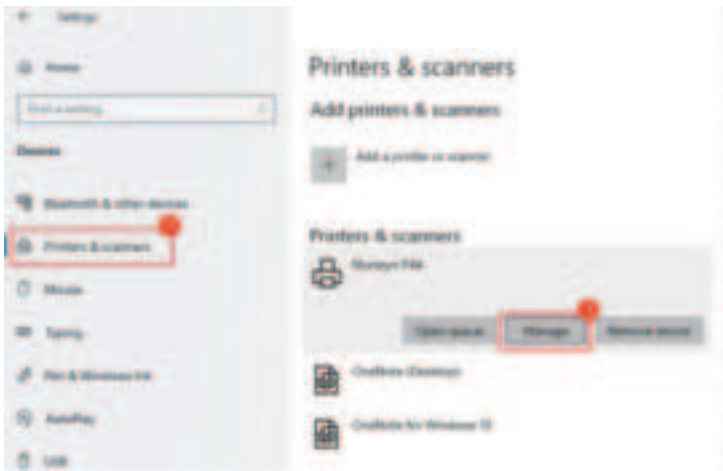 Settings
Home
Find a setting
Devices
Bluetooth & other devices
Printers & scanners
Mouse
Typing
Pen & Windows Ink
AutoPlay
USB
Printers & scanners
Add printers & scanners
Add a printer or scanner
Printers & scanners
Open queue
Manage
Remove device
OneNote (Desktop)
OneNote for Windows 10